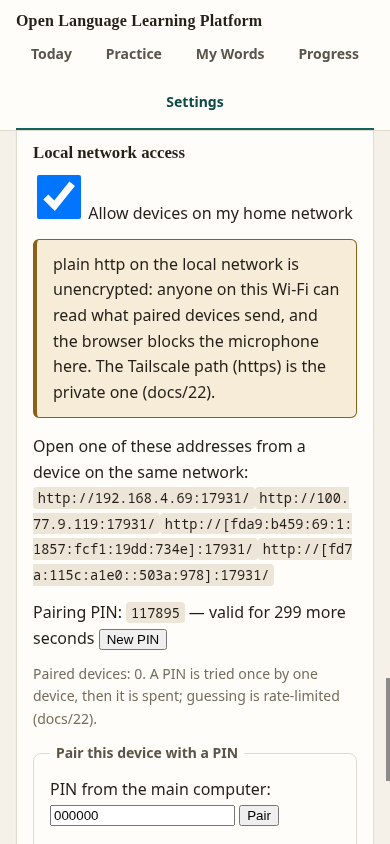 Open Language Learning Platform
Today Practice My Words Progress
Settings
Local network access
Allow devices on my home network
plain http on the local network is
unencrypted: anyone on this Wi-Fi can
read what paired devices send, and
the browser blocks the microphone
here. The Tailscale path (https) is the
private one (docs/22).
Open one of these addresses from a
device on the same network:
http://192.168.4.69:17931/ http://100.
77.9.119:17931/ http://[fda9:b459:69:1:
1857:fcf1:19dd:734e]:17931/ http://[fd7
a:115c:a1e0::503a:978]:17931/
Pairing PIN: 117895 — valid for 299 more
seconds New PIN
Paired devices: 0. A PIN is tried once by one
device, then it is spent; guessing is rate-limited
(docs/22).
Pair this device with a PIN
PIN from the main computer:
000000 Pair